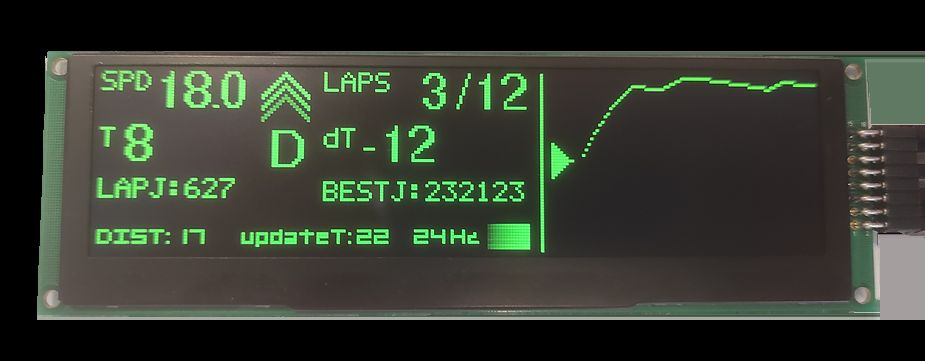 SPD 18.0 LAPS 3/12
T 8 D dT -12
LAPJ:627 BESTJ:232123
DIST: 17 updateT:22 24Hz